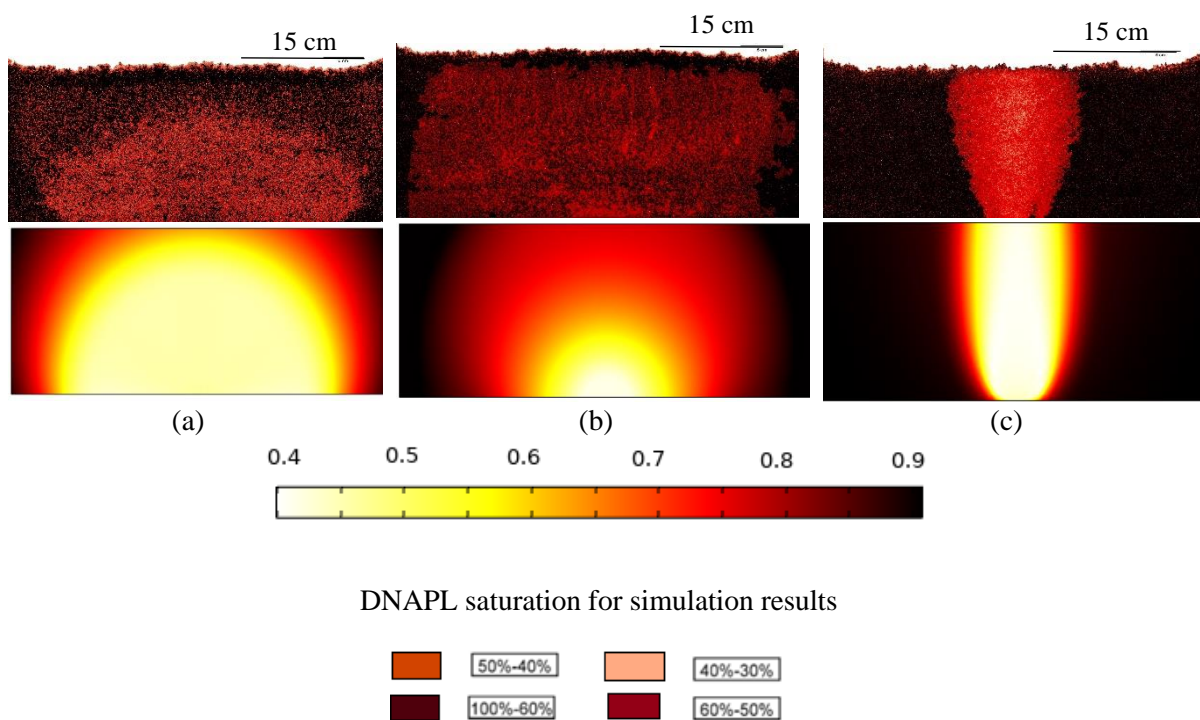 15 cm
15 cm
15 cm
(a)
(b)
(c)
0.4 0.5 0.6 0.7 0.8 0.9
DNAPL saturation for simulation results
50%-40% 40%-30%
100%-60% 60%-50%